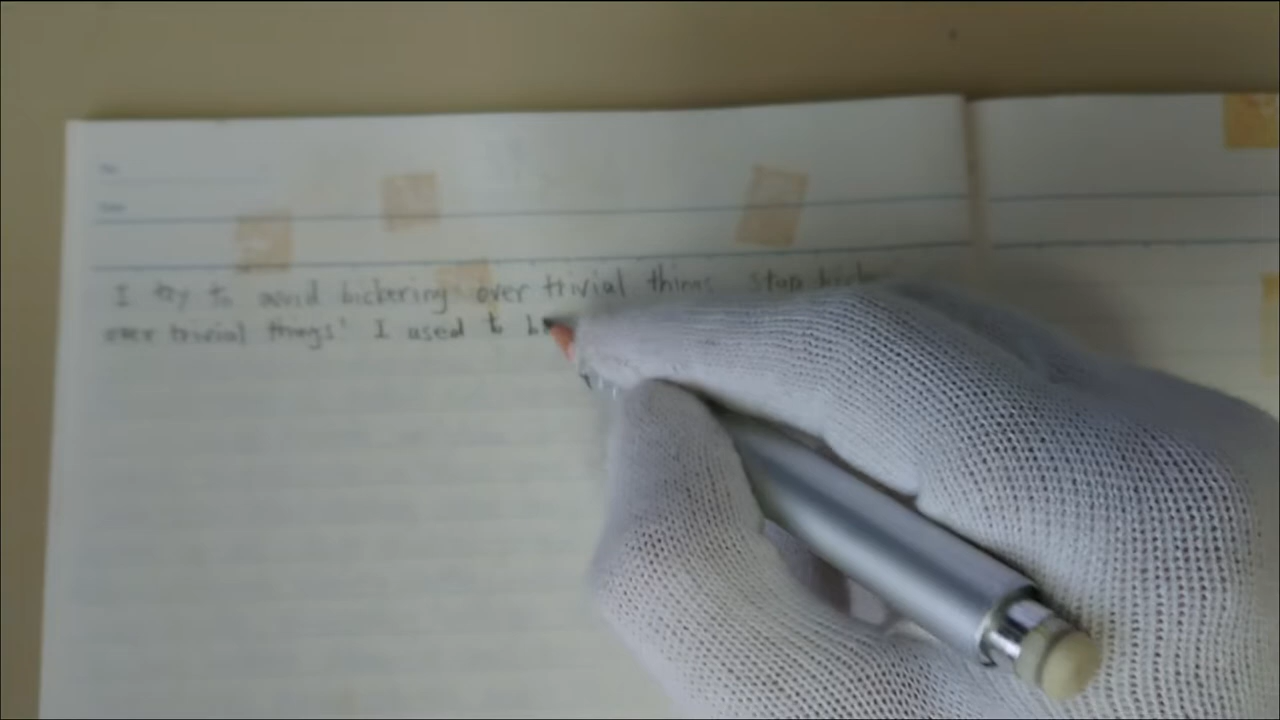 I try to avoid bickering over trivial things stop
over trivial things! I used to